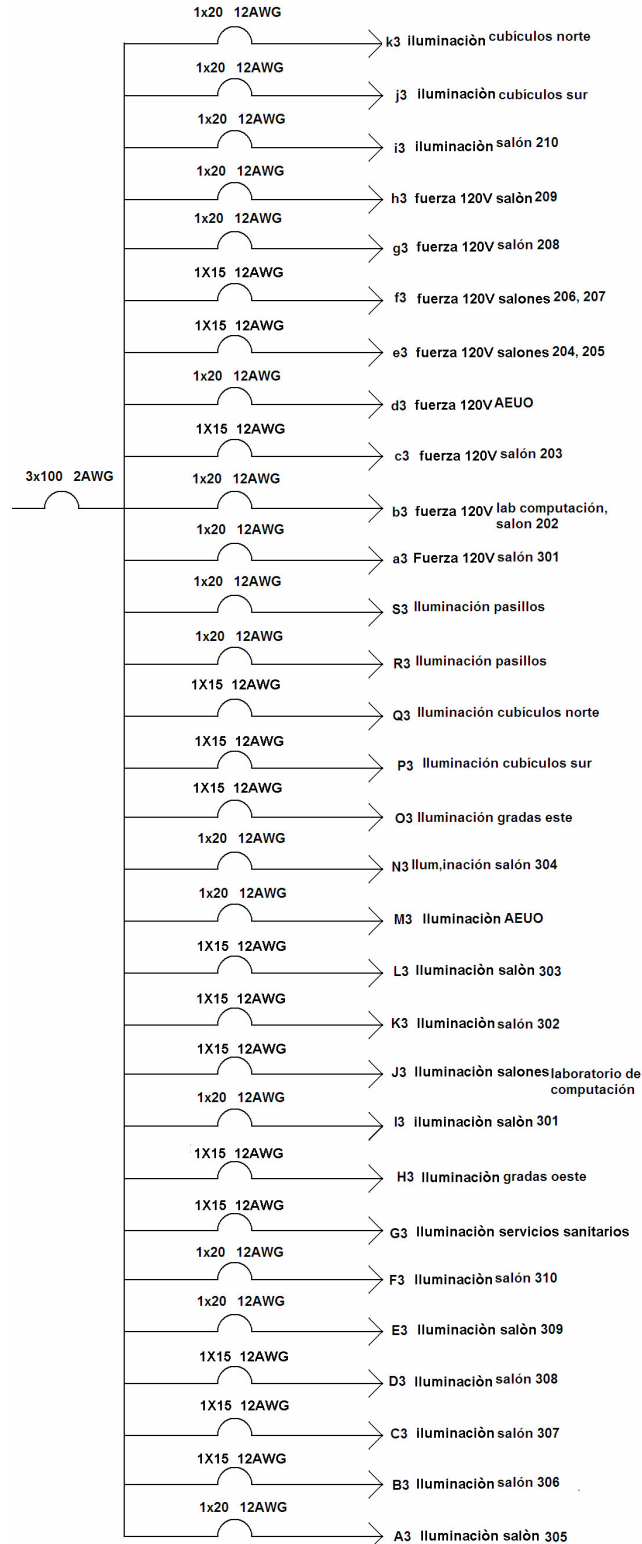 1x20 12AWG
k3 iluminaciòn cubículos norte
1x20 12AWG
j3 iluminaciòn cubículos sur
1x20 12AWG
i3 iluminaciòn salón 210
1x20 12AWG
h3 fuerza 120V salòn 209
1x20 12AWG
g3 fuerza 120V salón 208
1X15 12AWG
f3 fuerza 120V salones 206, 207
1X15 12AWG
e3 fuerza 120V salones 204, 205
1x20 12AWG
d3 fuerza 120V AEUO
1X15 12AWG
c3 fuerza 120V salón 203
3x100 2AWG
1x20 12AWG
b3 fuerza 120V lab computación,
salon 202
1x20 12AWG
a3 Fuerza 120V salón 301
1x20 12AWG
S3 Iluminación pasillos
1x20 12AWG
R3 Iluminación pasillos
1X15 12AWG
Q3 Iluminación cubículos norte
1X15 12AWG
P3 Iluminación cubículos sur
1X15 12AWG
O3 Iluminación gradas este
1x20 12AWG
N3 Ilum,inación salón 304
1x20 12AWG
M3 Iluminaciòn AEUO
1X15 12AWG
L3 Iluminaciòn salòn 303
1X15 12AWG
K3 Iluminaciòn salón 302
1X15 12AWG
J3 Iluminaciòn salones laboratorio de
computación
1x20 12AWG
I3 iluminaciòn salòn 301
1X15 12AWG
H3 Iluminaciòn gradas oeste
1X15 12AWG
G3 Iluminaciòn servicios sanitarios
1x20 12AWG
F3 Iluminaciòn salón 310
1x20 12AWG
E3 Iluminaciòn salòn 309
1X15 12AWG
D3 Iluminaciòn salón 308
1X15 12AWG
C3 iluminaciòn salón 307
1X15 12AWG
B3 Iluminaciòn salón 306
1x20 12AWG
A3 Iluminaciòn salòn 305